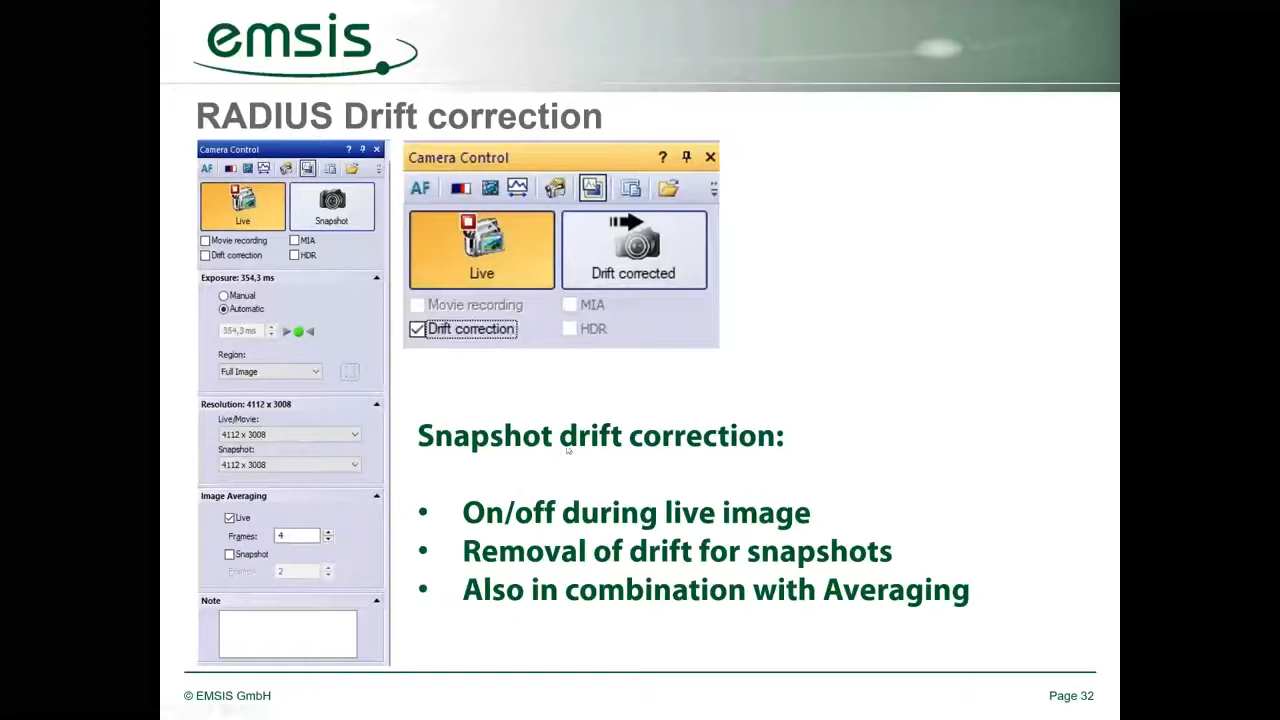 emsis
RADIUS Drift correction
Camera Control
AF
Live
Snapshot
Movie recording
MIA
Drift correction
HDR
Exposure: 354,3 ms
Manual
Automatic
354,3 ms
Region:
Full Image
Resolution: 4112 x 3008
Live/Movie:
4112 x 3008
Snapshot:
4112 x 3008
Image Averaging
Live
Frames:
4
Snapshot
Frames:
2
Note
Camera Control
?
AF
Live
Drift corrected
Movie recording
MIA
Drift correction
HDR
Snapshot drift correction:
• On/off during live image
• Removal of drift for snapshots
• Also in combination with Averaging
© EMSIS GmbH
Page 32